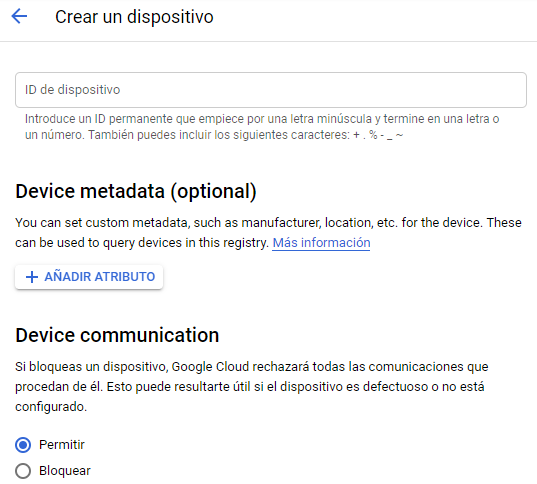 Crear un dispositivo
ID de dispositivo
Introduce un ID permanente que empiece por una letra minúscula y termine en una letra o
un número. También puedes incluir los siguientes caracteres: + . % - _ ~
Device metadata (optional)
You can set custom metadata, such as manufacturer, location, etc. for the device. These
can be used to query devices in this registry. Más información
AÑADIR ATRIBUTO
Device communication
Si bloqueas un dispositivo, Google Cloud rechazará todas las comunicaciones que
procedan de él. Esto puede resultarte útil si el dispositivo es defectuoso o no está
configurado.
Permitir
Bloquear